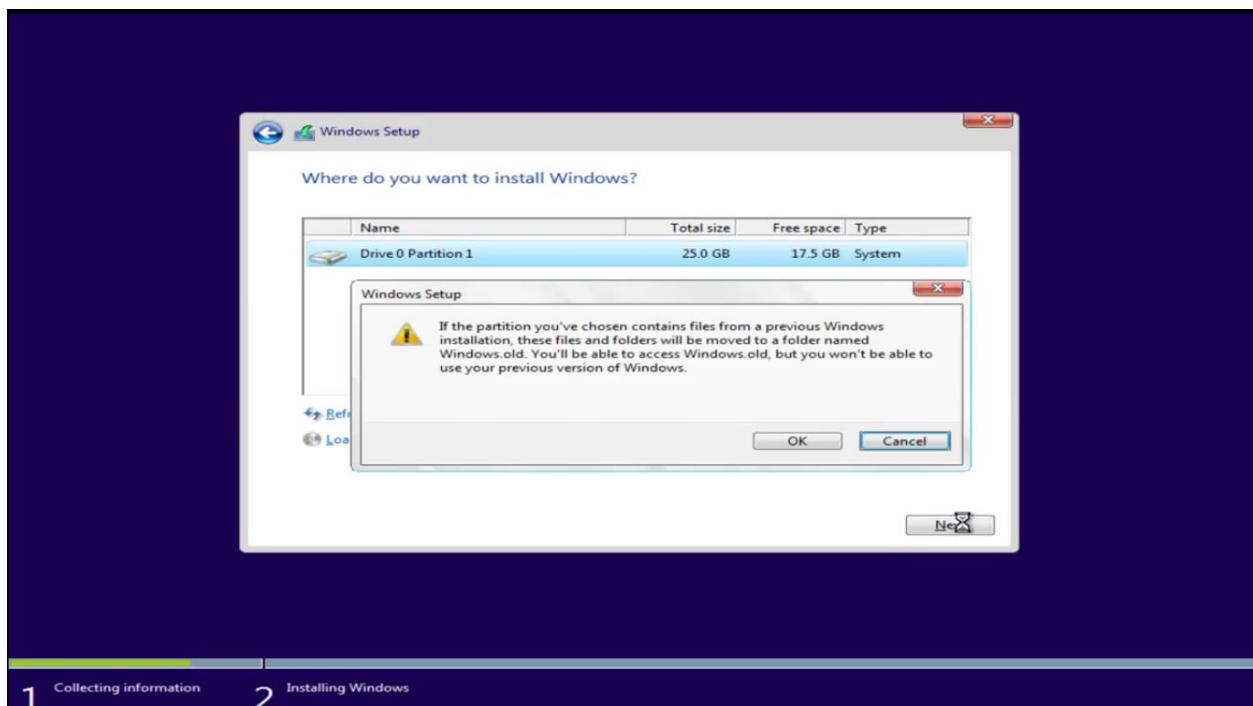 Windows Setup
Where do you want to install Windows?
Name Total size Free space Type
Drive 0 Partition 1 25.0 GB 17.5 GB System
Windows Setup
If the partition you've chosen contains files from a previous Windows
installation, these files and folders will be moved to a folder named
Windows.old. You'll be able to access Windows.old, but you won't be able to
use your previous version of Windows.
OK Cancel
1 Collecting information 2 Installing Windows